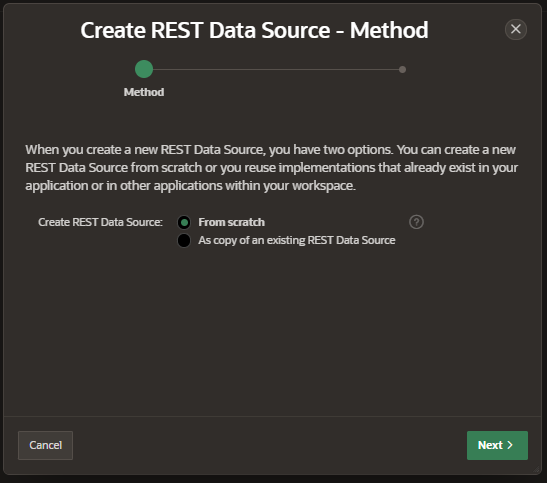 Create REST Data Source - Method
Method
When you create a new REST Data Source, you have two options. You can create a new
REST Data Source from scratch or you reuse implementations that already exist in your
application or in other applications within your workspace.
Create REST Data Source: From scratch
As copy of an existing REST Data Source
Cancel Next